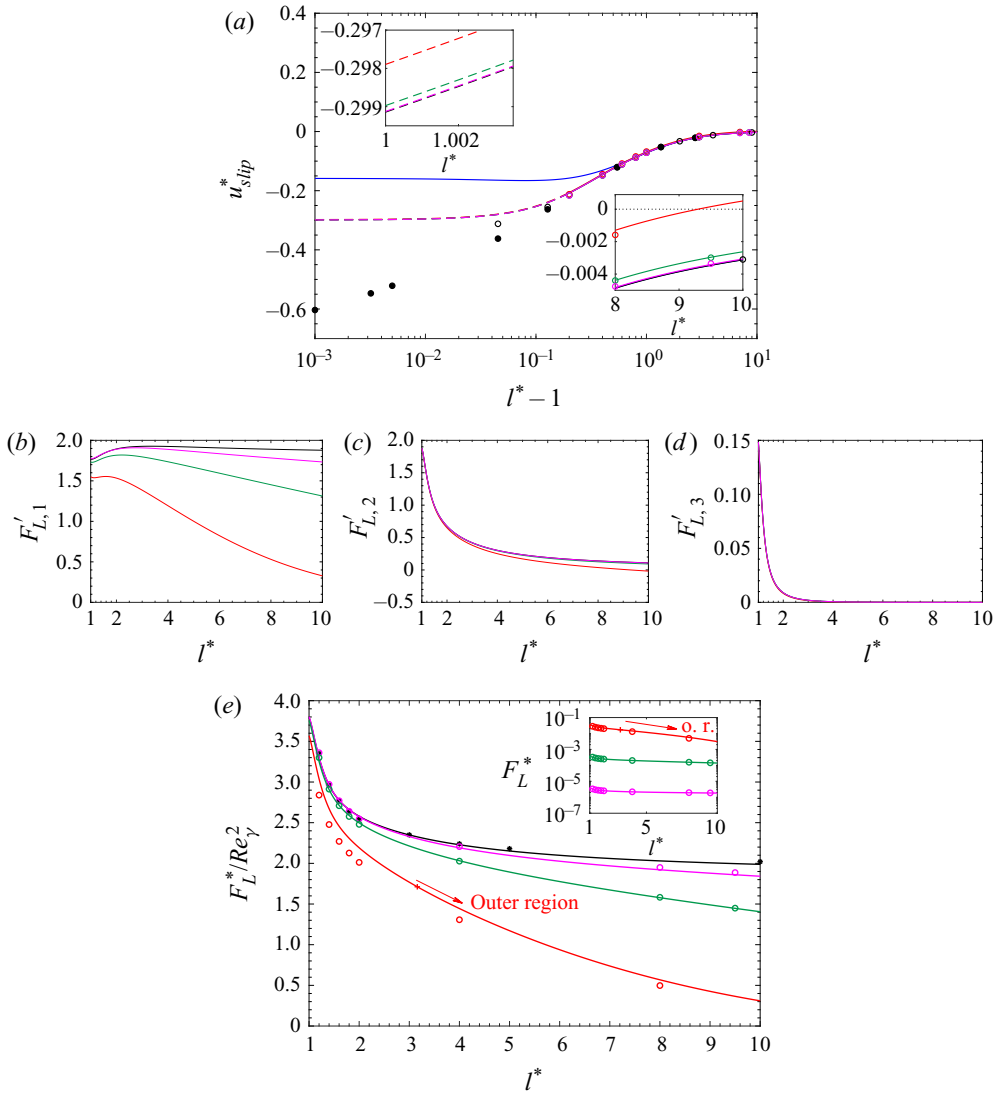 (a)
0.4
0.2
0
−0.2
−0.4
−0.6
u*slip
10⁻³
10⁻²
10⁻¹
10⁰
10¹
l* − 1
−0.297
−0.298
−0.299
1
1.002
l*
0
−0.002
−0.004
8
9
10
l*
(b)
2.0
1.5
1.0
0.5
0
F′L, 1
1 2 4 6 8 10
l*
(c)
2.0
1.5
1.0
0.5
0
−0.5
F′L, 2
1 2 4 6 8 10
l*
(d)
0.15
0.10
0.05
0
F′L, 3
1 2 4 6 8 10
l*
(e)
4.0
3.5
3.0
2.5
2.0
1.5
1.0
0.5
0
F*L/Re²γ
1 2 3 4 5 6 7 8 9 10
l*
Outer region
10⁻¹
10⁻³
10⁻⁵
10⁻⁷
F*L
o. r.
1 5 10
l*